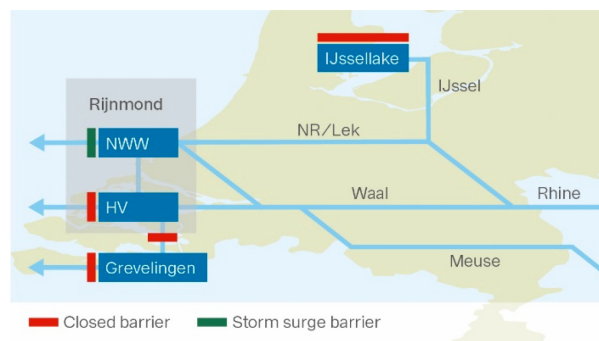 IJssellake
IJssel
Rijnmond
NR/Lek
NWW
Waal
Rhine
HV
Meuse
Grevelingen
Closed barrier
Storm surge barrier